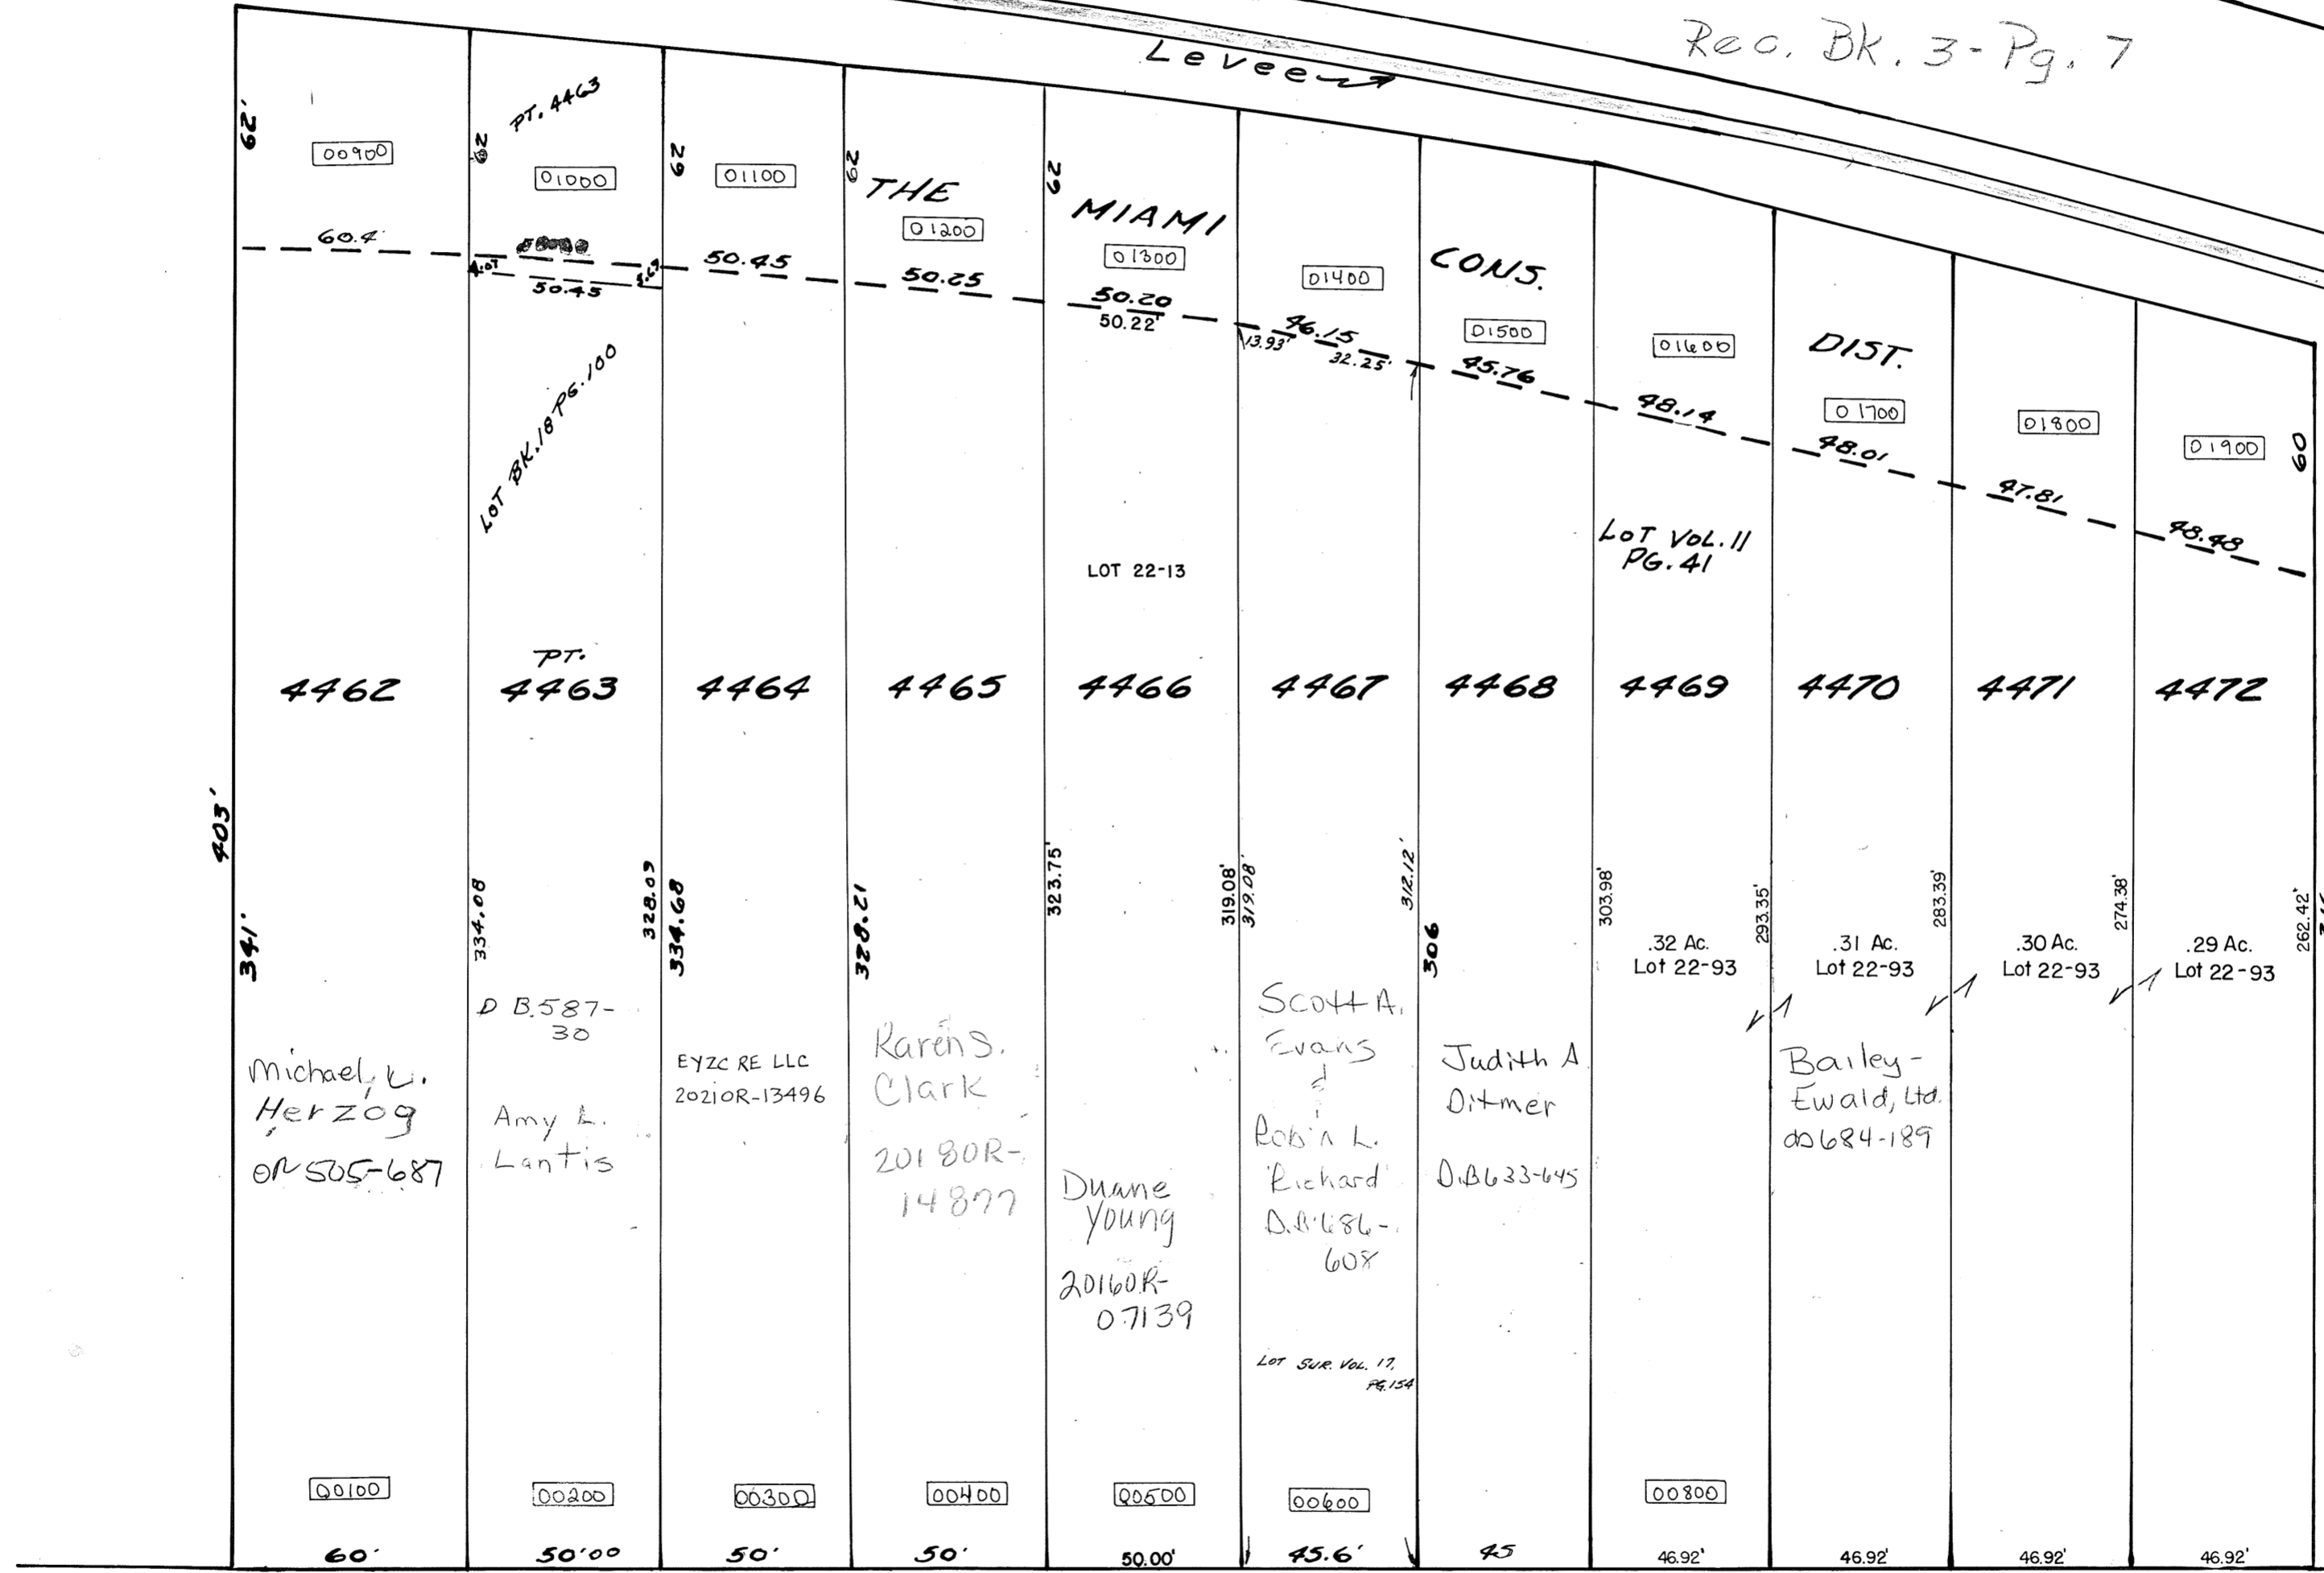 Rec. Bk. 3-Pg. 7
Levee
62'
62
PT. 4463
62
62
62
00900
01000
01100
THE
MIAMI
CONS.
DIST.
01200
01300
01400
01500
01600
01700
01800
01900
60
60.4
4.07
5.67
50.45
50.45
50.25
50.20
50.22'
46.15
13.93'
32.25'
45.76
48.14
48.01
47.81
48.48
LOT BK.18 PG.100
LOT 22-13
LOT VOL.11
PG.41
PT.
4462 4463 4464 4465 4466 4467 4468 4469 4470 4471 4472
403'
341'
334.08
328.09
334.68
328.21
323.75'
319.08'
319.08'
312.12'
306
303.98'
293.35'
283.39'
274.38'
262.42'
.32 Ac.
Lot 22-93
.31 Ac.
Lot 22-93
.30 Ac.
Lot 22-93
.29 Ac.
Lot 22-93
Michael, L.
Herzog
OR 505-687
D B.587-
30
Amy L.
Lantis
EYZC RE LLC
2021OR-13496
Karen S.
Clark
2018OR-
14877
Duane
Young
2016OR-
07139
Scott A.
Evans
&
Robin L.
Richard
D.B.686-
608
LOT SUR. VOL. 17,
PG.154
Judith A
Ditmer
D.B633-645
Bailey-
Ewald, Ltd.
DB684-189
00100
00200
00300
00400
00500
00600
00800
60'
50'00
50'
50'
50.00'
45.6'
45
46.92'
46.92'
46.92'
46.92'